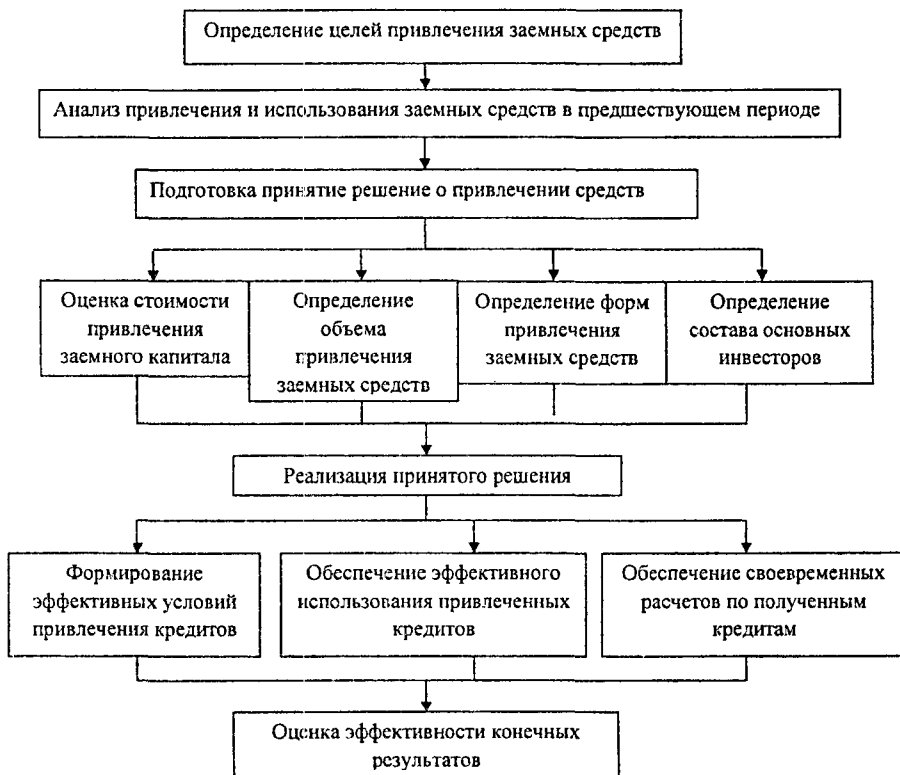 Определение целей привлечения заемных средств
Анализ привлечения и использования заемных средств в предшествующем периоде
Подготовка принятие решение о привлечении средств
Оценка стоимости
привлечения
заемного капитала
Определение
объема
привлечения
заемных средств
Определение форм
привлечения
заемных средств
Определение
состава основных
инвесторов
Реализация принятого решения
Формирование
эффективных условий
привлечения кредитов
Обеспечение эффективного
использования привлеченных
кредитов
Обеспечение своевременных
расчетов по полученным
кредитам
Оценка эффективности конечных
результатов